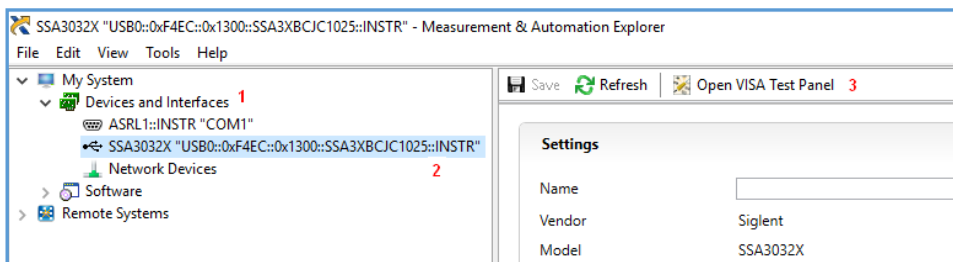 SSA3032X "USB0::0xF4EC::0x1300::SSA3XBCJC1025::INSTR" - Measurement & Automation Explorer
File Edit View Tools Help
My System
Devices and Interfaces 1
ASRL1::INSTR "COM1"
SSA3032X "USB0::0xF4EC::0x1300::SSA3XBCJC1025::INSTR"
Network Devices 2
Software
Remote Systems
Save Refresh Open VISA Test Panel 3
Settings
Name
Vendor Siglent
Model SSA3032X